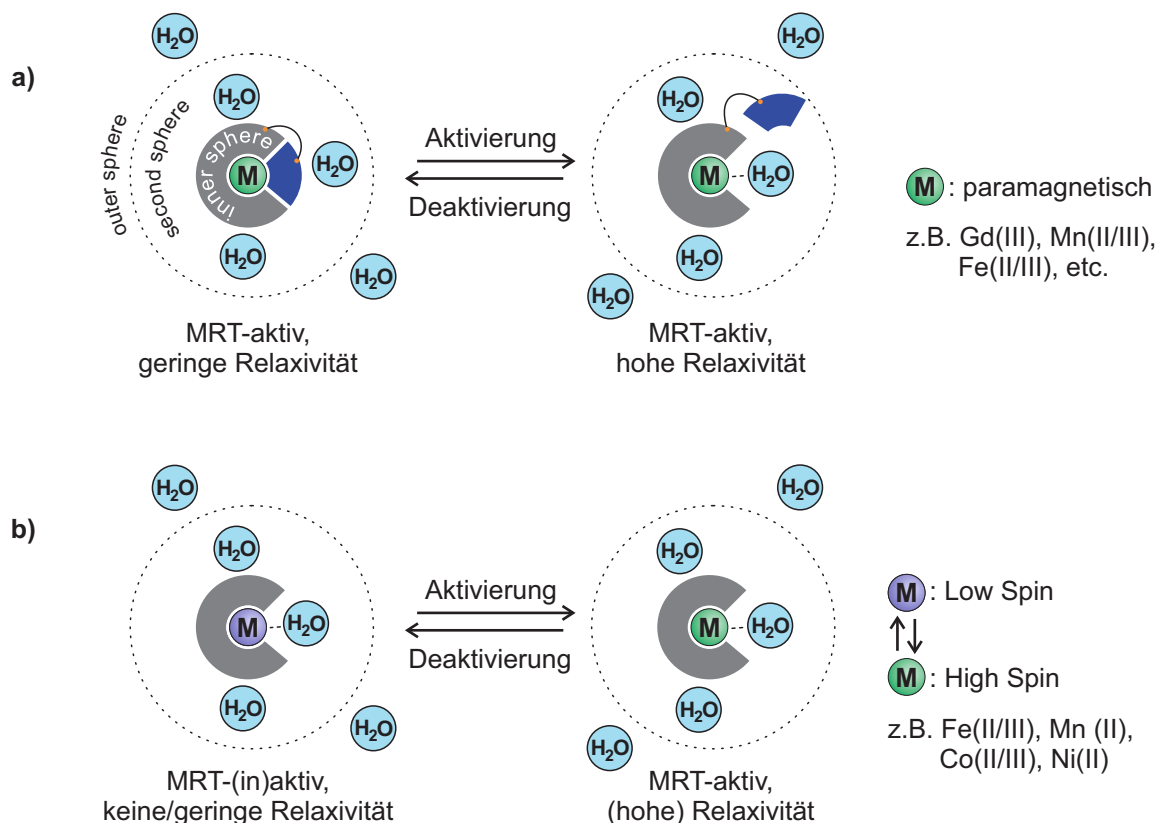 a)
H₂O
H₂O
H₂O
H₂O
H₂O
outer sphere
second sphere
inner sphere
M
MRT-aktiv,
geringe Relaxivität
Aktivierung
Deaktivierung
H₂O
H₂O
M
H₂O
H₂O
H₂O
MRT-aktiv,
hohe Relaxivität
M : paramagnetisch
z.B. Gd(III), Mn(II/III),
Fe(II/III), etc.
b)
H₂O
H₂O
M
H₂O
H₂O
H₂O
MRT-(in)aktiv,
keine/geringe Relaxivität
Aktivierung
Deaktivierung
H₂O
H₂O
M
H₂O
H₂O
H₂O
MRT-aktiv,
(hohe) Relaxivität
M : Low Spin
M : High Spin
z.B. Fe(II/III), Mn (II),
Co(II/III), Ni(II)